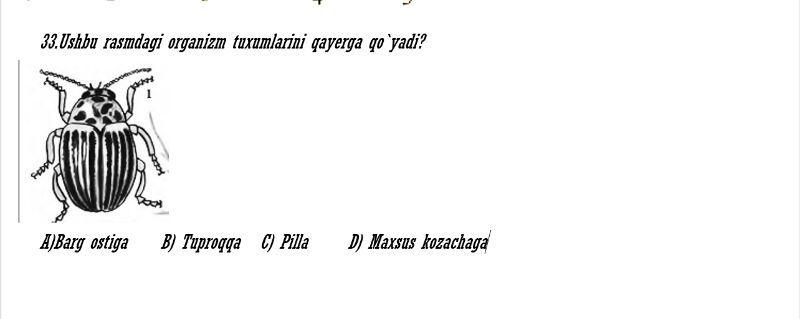 33.Ushbu rasmdagi organizm tuxumlarini qayerga qo`yadi?
1
A)Barg ostiga B) Tuproqqa C) Pilla D) Maxsus kozachaga